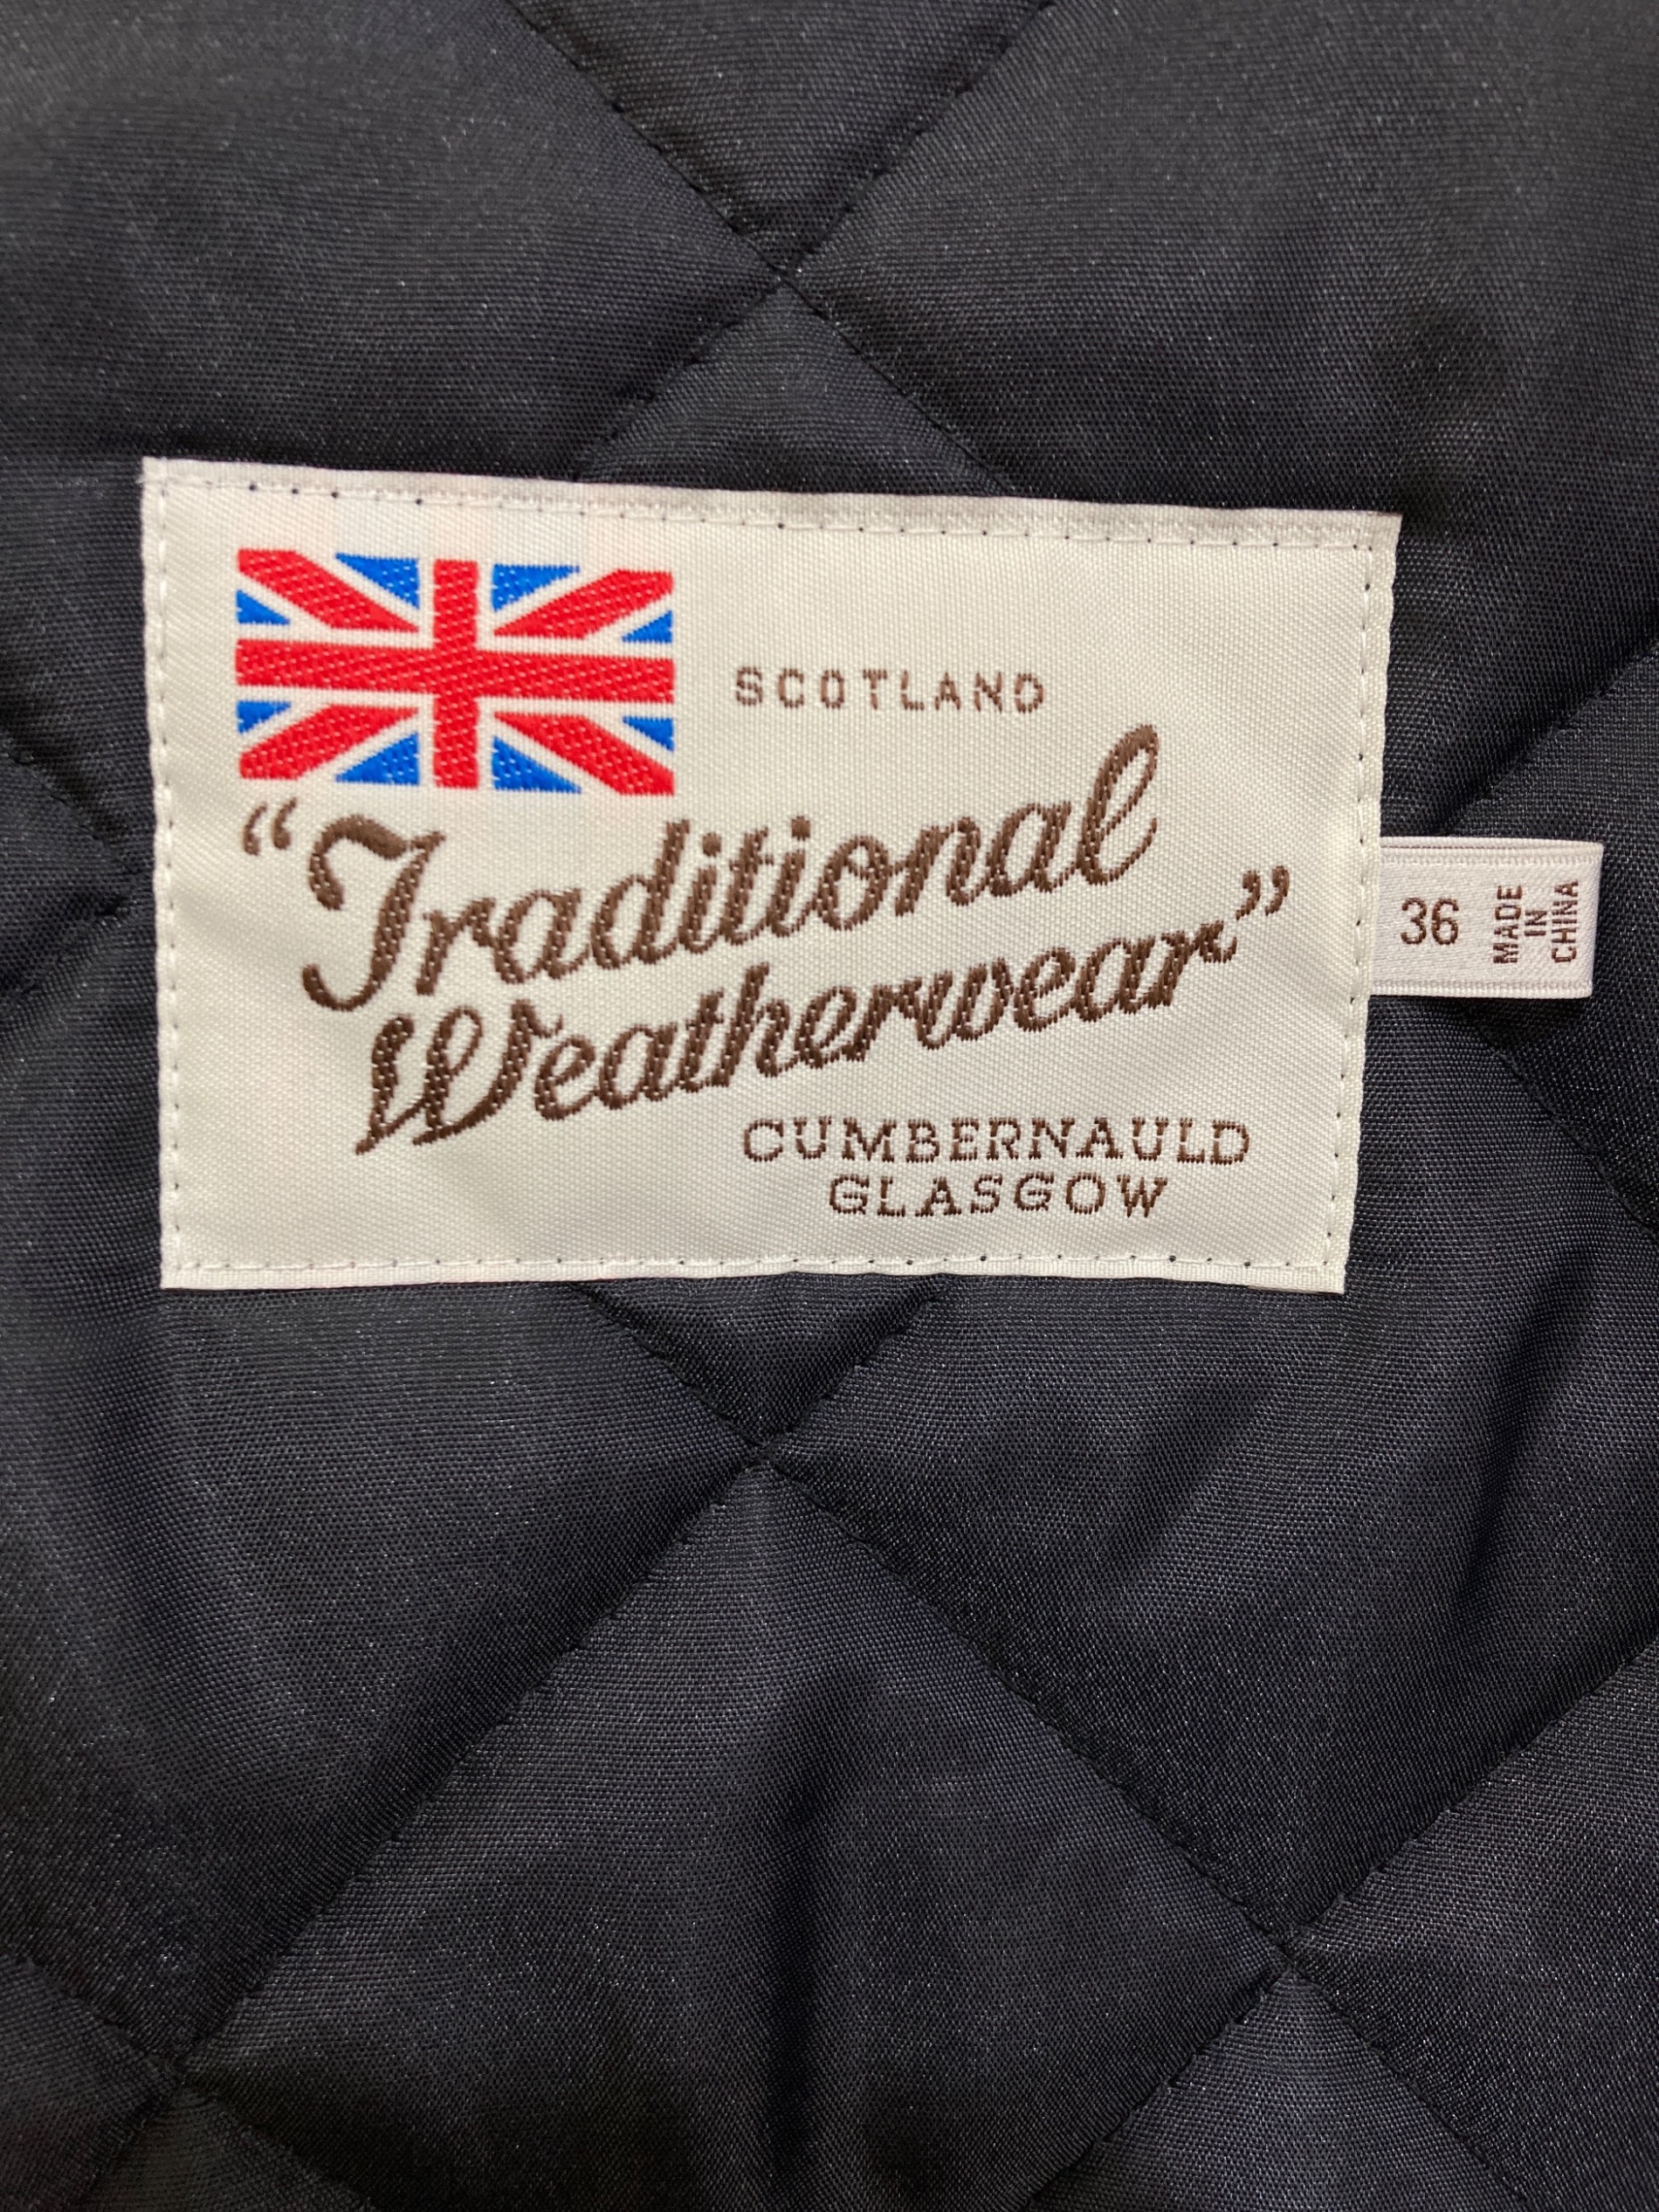 SCOTLAND
“Traditional
Weatherwear”
CUMBERNAULD
GLASGOW
36
MADE
IN
CHINA